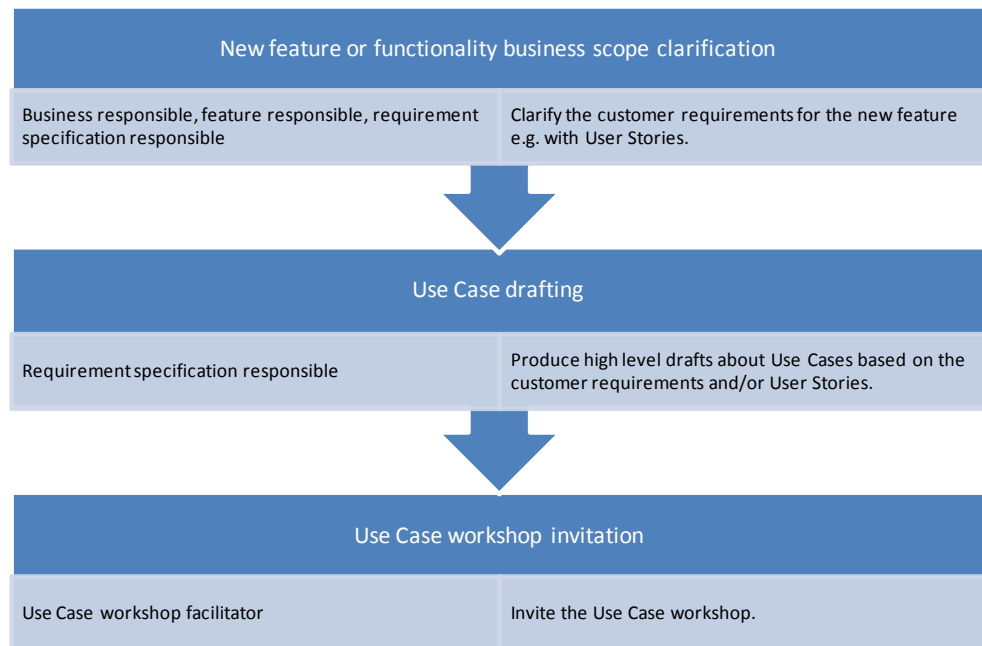 New feature or functionality business scope clarification
Business responsible, feature responsible, requirement
specification responsible
Clarify the customer requirements for the new feature
e.g. with User Stories.
Use Case drafting
Requirement specification responsible
Produce high level drafts about Use Cases based on the
customer requirements and/or User Stories.
Use Case workshop invitation
Use Case workshop facilitator
Invite the Use Case workshop.